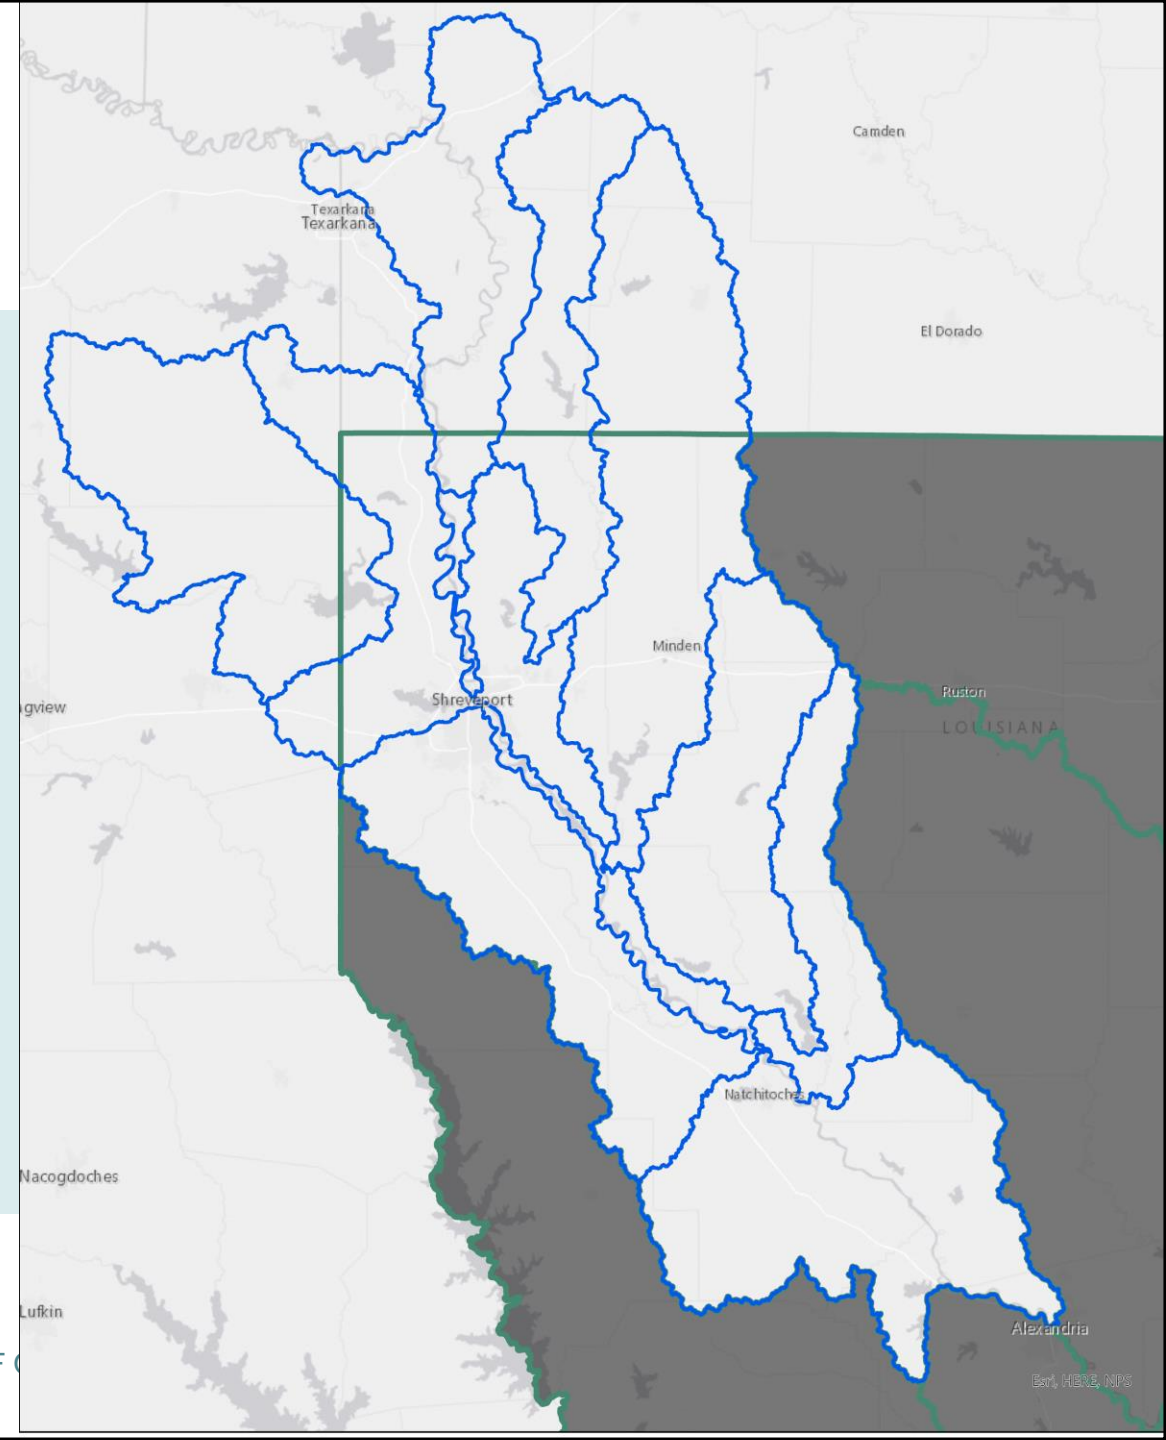 Camden
Texarkana
Texarkana
El Dorado
Minden
Ruston
Shreveport
gview
LOUISIANA
Natchitoches
Nacogdoches
Lufkin
Alexandria
F
Esri, HERE, NPS